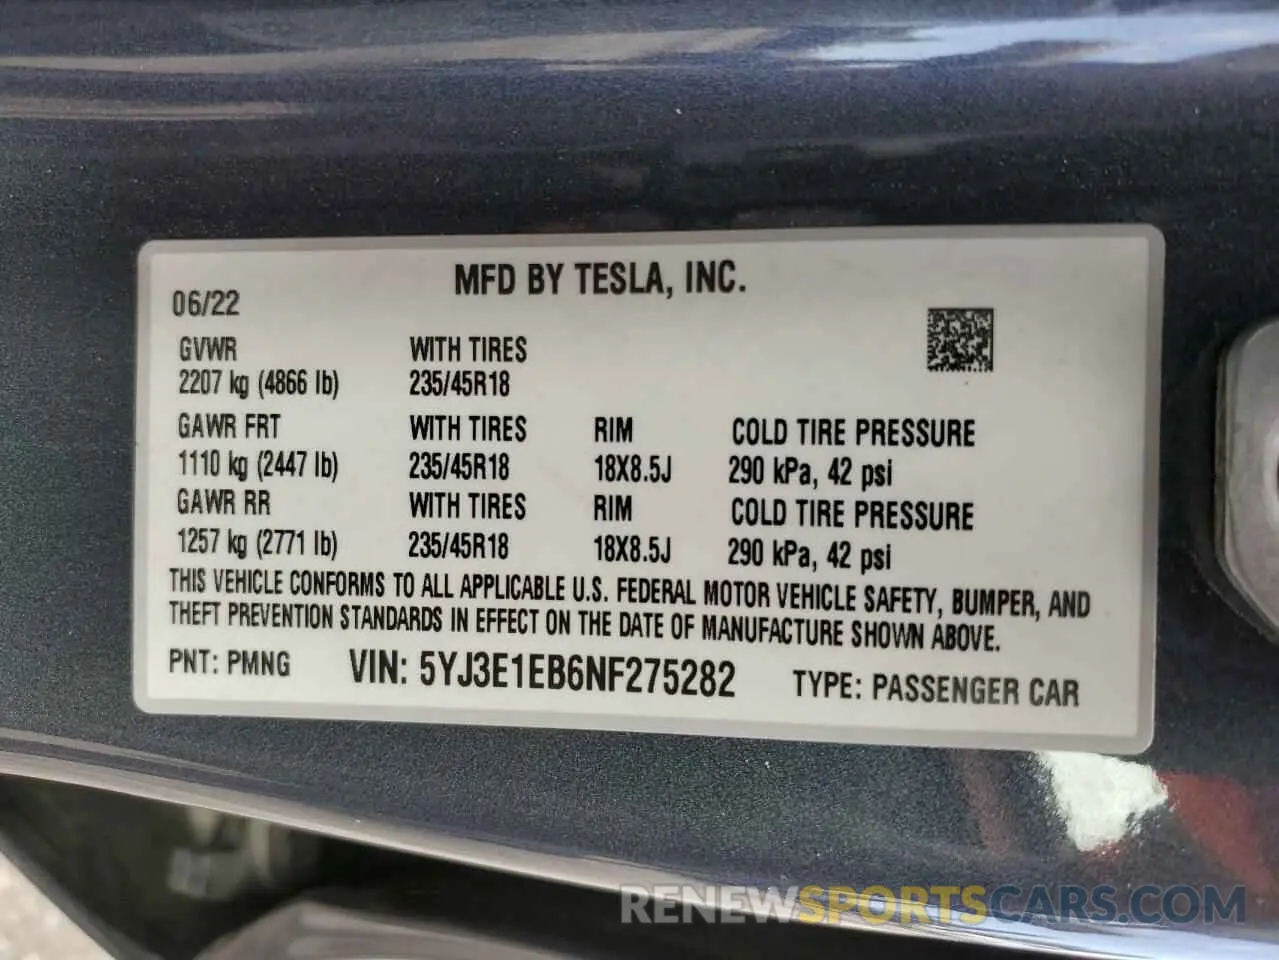 MFD BY TESLA, INC.
06/22
GVWR WITH TIRES
2207 kg (4866 lb) 235/45R18
GAWR FRT WITH TIRES RIM COLD TIRE PRESSURE
1110 kg (2447 lb) 235/45R18 18X8.5J 290 kPa, 42 psi
GAWR RR WITH TIRES RIM COLD TIRE PRESSURE
1257 kg (2771 lb) 235/45R18 18X8.5J 290 kPa, 42 psi
THIS VEHICLE CONFORMS TO ALL APPLICABLE U.S. FEDERAL MOTOR VEHICLE SAFETY, BUMPER, AND
THEFT PREVENTION STANDARDS IN EFFECT ON THE DATE OF MANUFACTURE SHOWN ABOVE.
PNT: PMNG VIN: 5YJ3E1EB6NF275282 TYPE: PASSENGER CAR
RENEWSPORTSCARS.COM